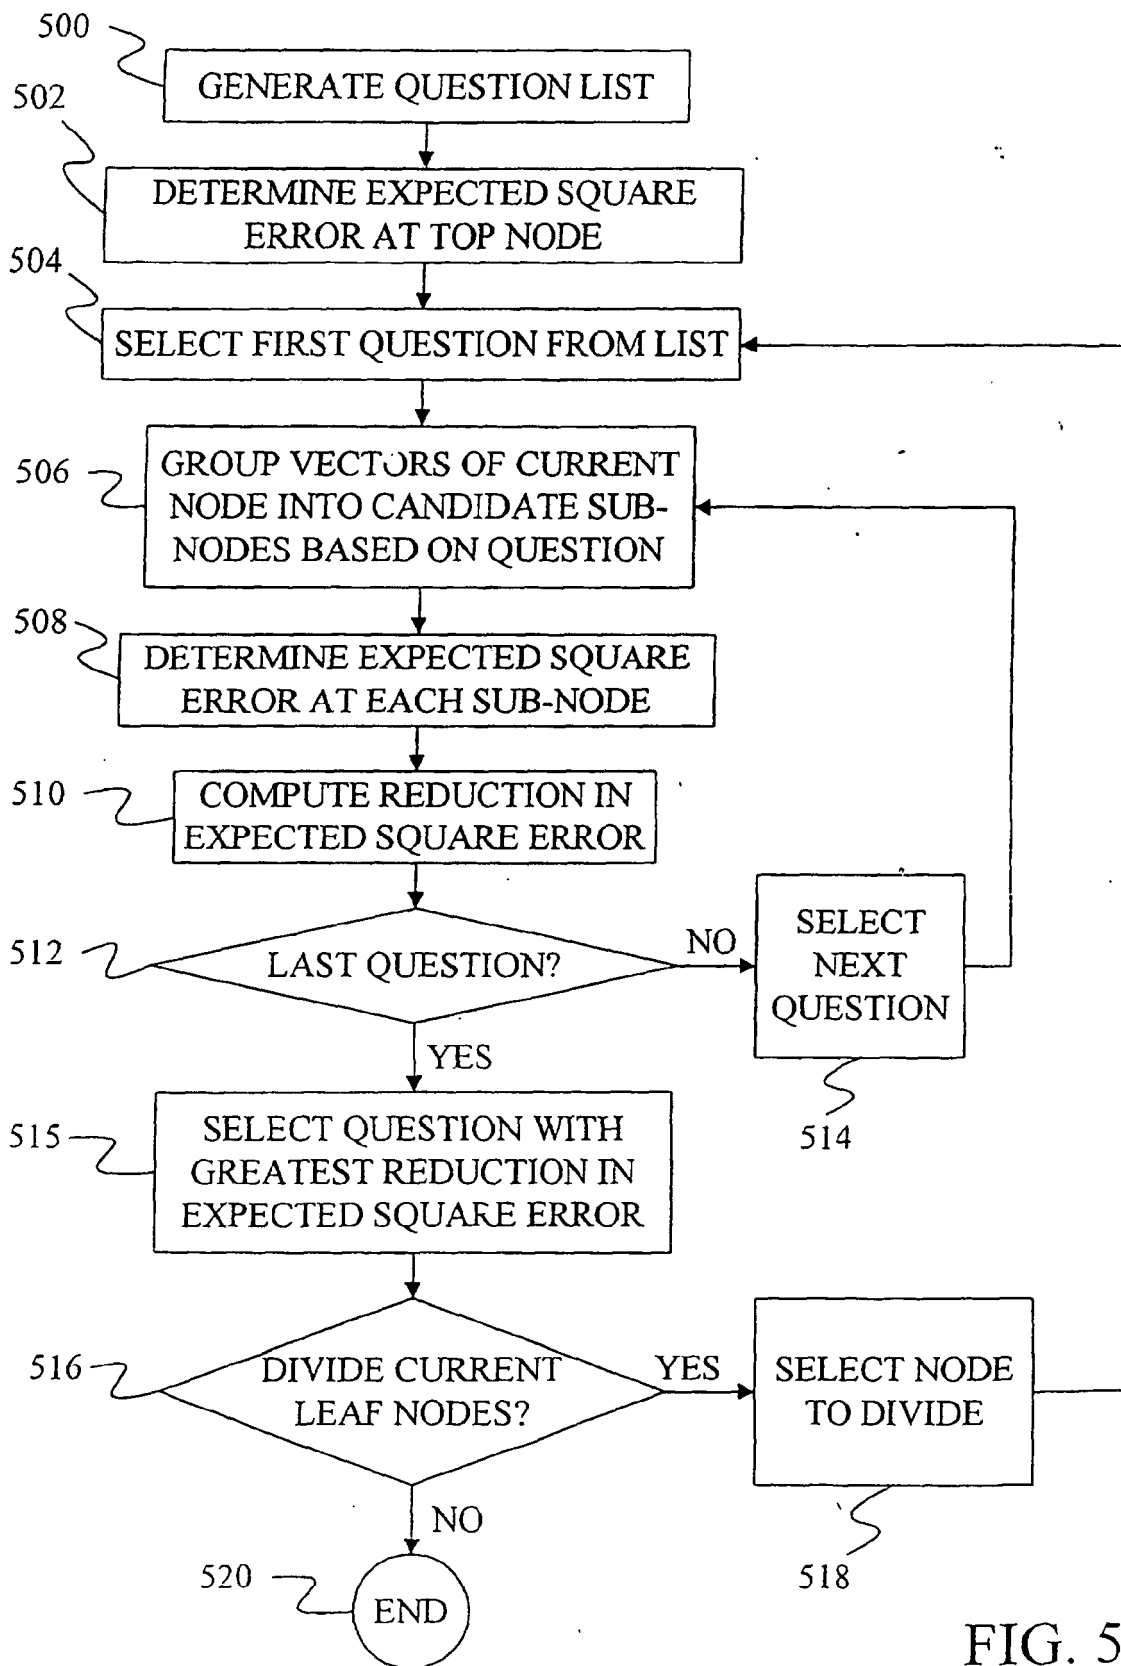 500
GENERATE QUESTION LIST
502
DETERMINE EXPECTED SQUARE
ERROR AT TOP NODE
504
SELECT FIRST QUESTION FROM LIST
506
GROUP VECTORS OF CURRENT
NODE INTO CANDIDATE SUB-
NODES BASED ON QUESTION
508
DETERMINE EXPECTED SQUARE
ERROR AT EACH SUB-NODE
510
COMPUTE REDUCTION IN
EXPECTED SQUARE ERROR
512
LAST QUESTION?
NO
SELECT
NEXT
QUESTION
514
YES
515
SELECT QUESTION WITH
GREATEST REDUCTION IN
EXPECTED SQUARE ERROR
516
DIVIDE CURRENT
LEAF NODES?
YES
SELECT NODE
TO DIVIDE
518
NO
520
END
FIG. 5